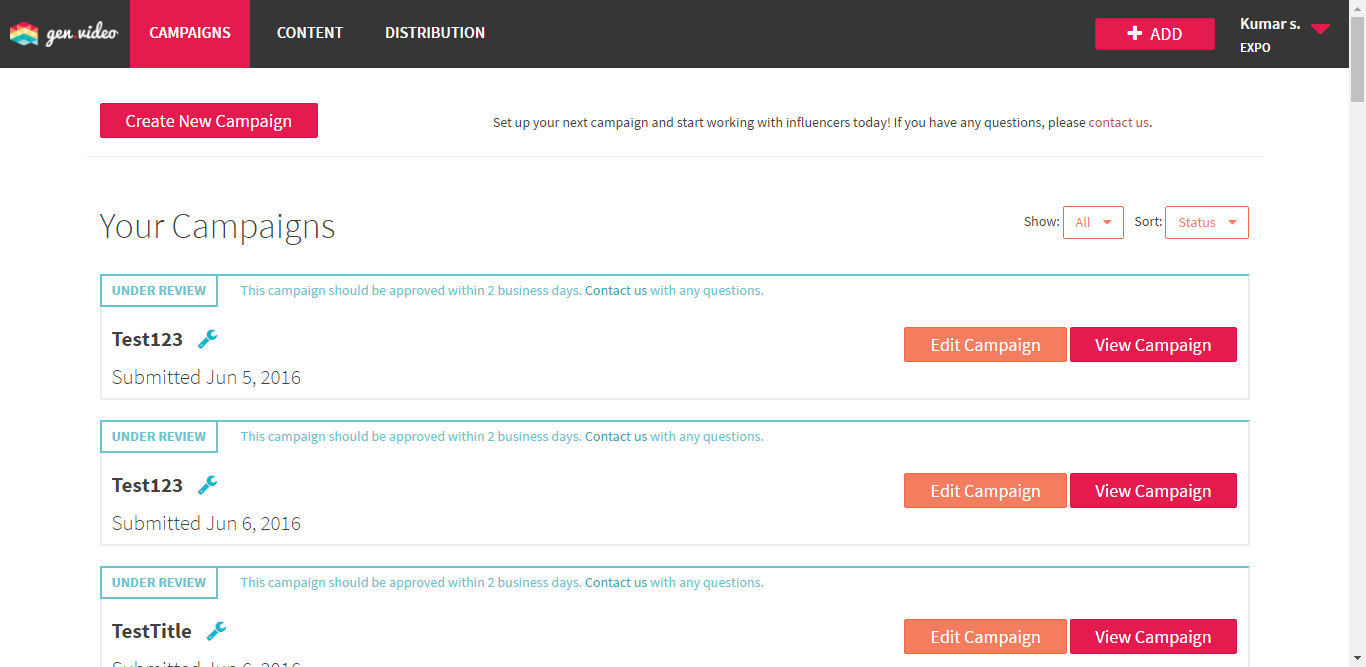 gen.video
CAMPAIGNS
CONTENT
DISTRIBUTION
ADD
Kumar s.
EXPO
Create New Campaign
Set up your next campaign and start working with influencers today! If you have any questions, please contact us.
Your Campaigns
Show: All Sort: Status
UNDER REVIEW This campaign should be approved within 2 business days. Contact us with any questions.
Test123
Edit Campaign View Campaign
Submitted Jun 5, 2016
UNDER REVIEW This campaign should be approved within 2 business days. Contact us with any questions.
Test123
Edit Campaign View Campaign
Submitted Jun 6, 2016
UNDER REVIEW This campaign should be approved within 2 business days. Contact us with any questions.
TestTitle
Edit Campaign View Campaign
Submitted Jun 6, 2016